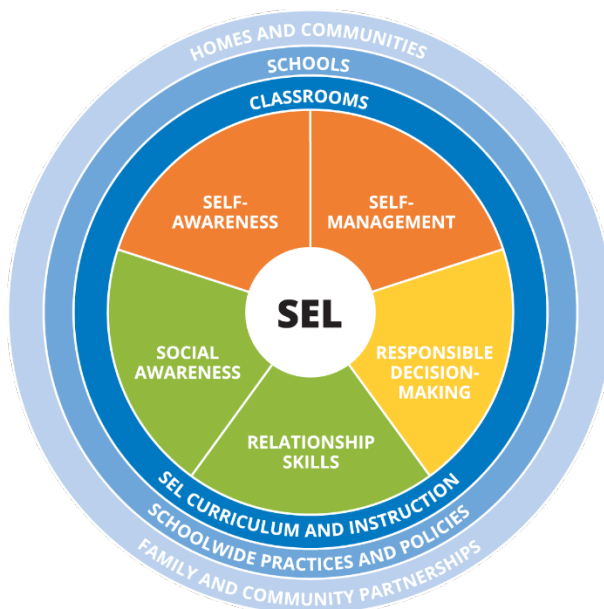 HOMES AND COMMUNITIES
SCHOOLS
CLASSROOMS
SELF-
AWARENESS
SELF-
MANAGEMENT
SEL
SOCIAL
AWARENESS
RESPONSIBLE
DECISION-
MAKING
RELATIONSHIP
SKILLS
SEL CURRICULUM AND INSTRUCTION
SCHOOLWIDE PRACTICES AND POLICIES
FAMILY AND COMMUNITY PARTNERSHIPS